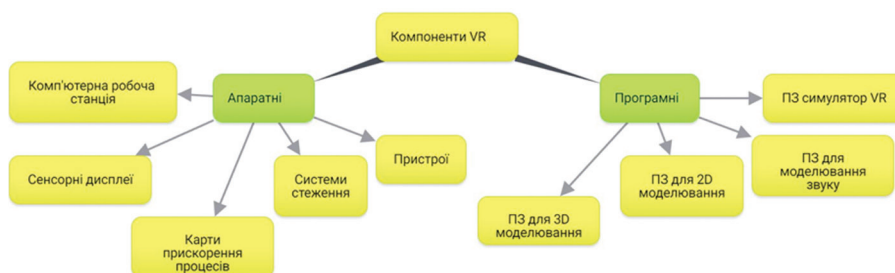 Компоненти VR
Комп'ютерна робоча
станція
Апаратні
Програмні
ПЗ симулятор VR
Сенсорні дисплеї
Карти
прискорення
процесів
Системи
стеження
Пристрої
ПЗ для 3D
моделювання
ПЗ для 2D
моделювання
ПЗ для
моделювання
звуку